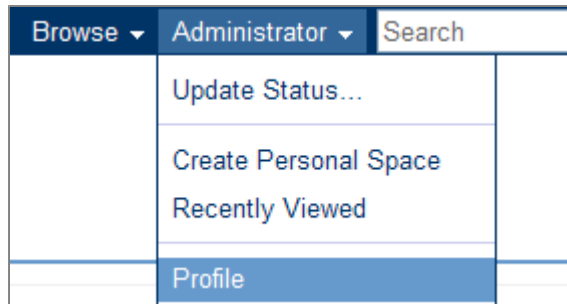 Browse Administrator Search
Update Status...
Create Personal Space
Recently Viewed
Profile